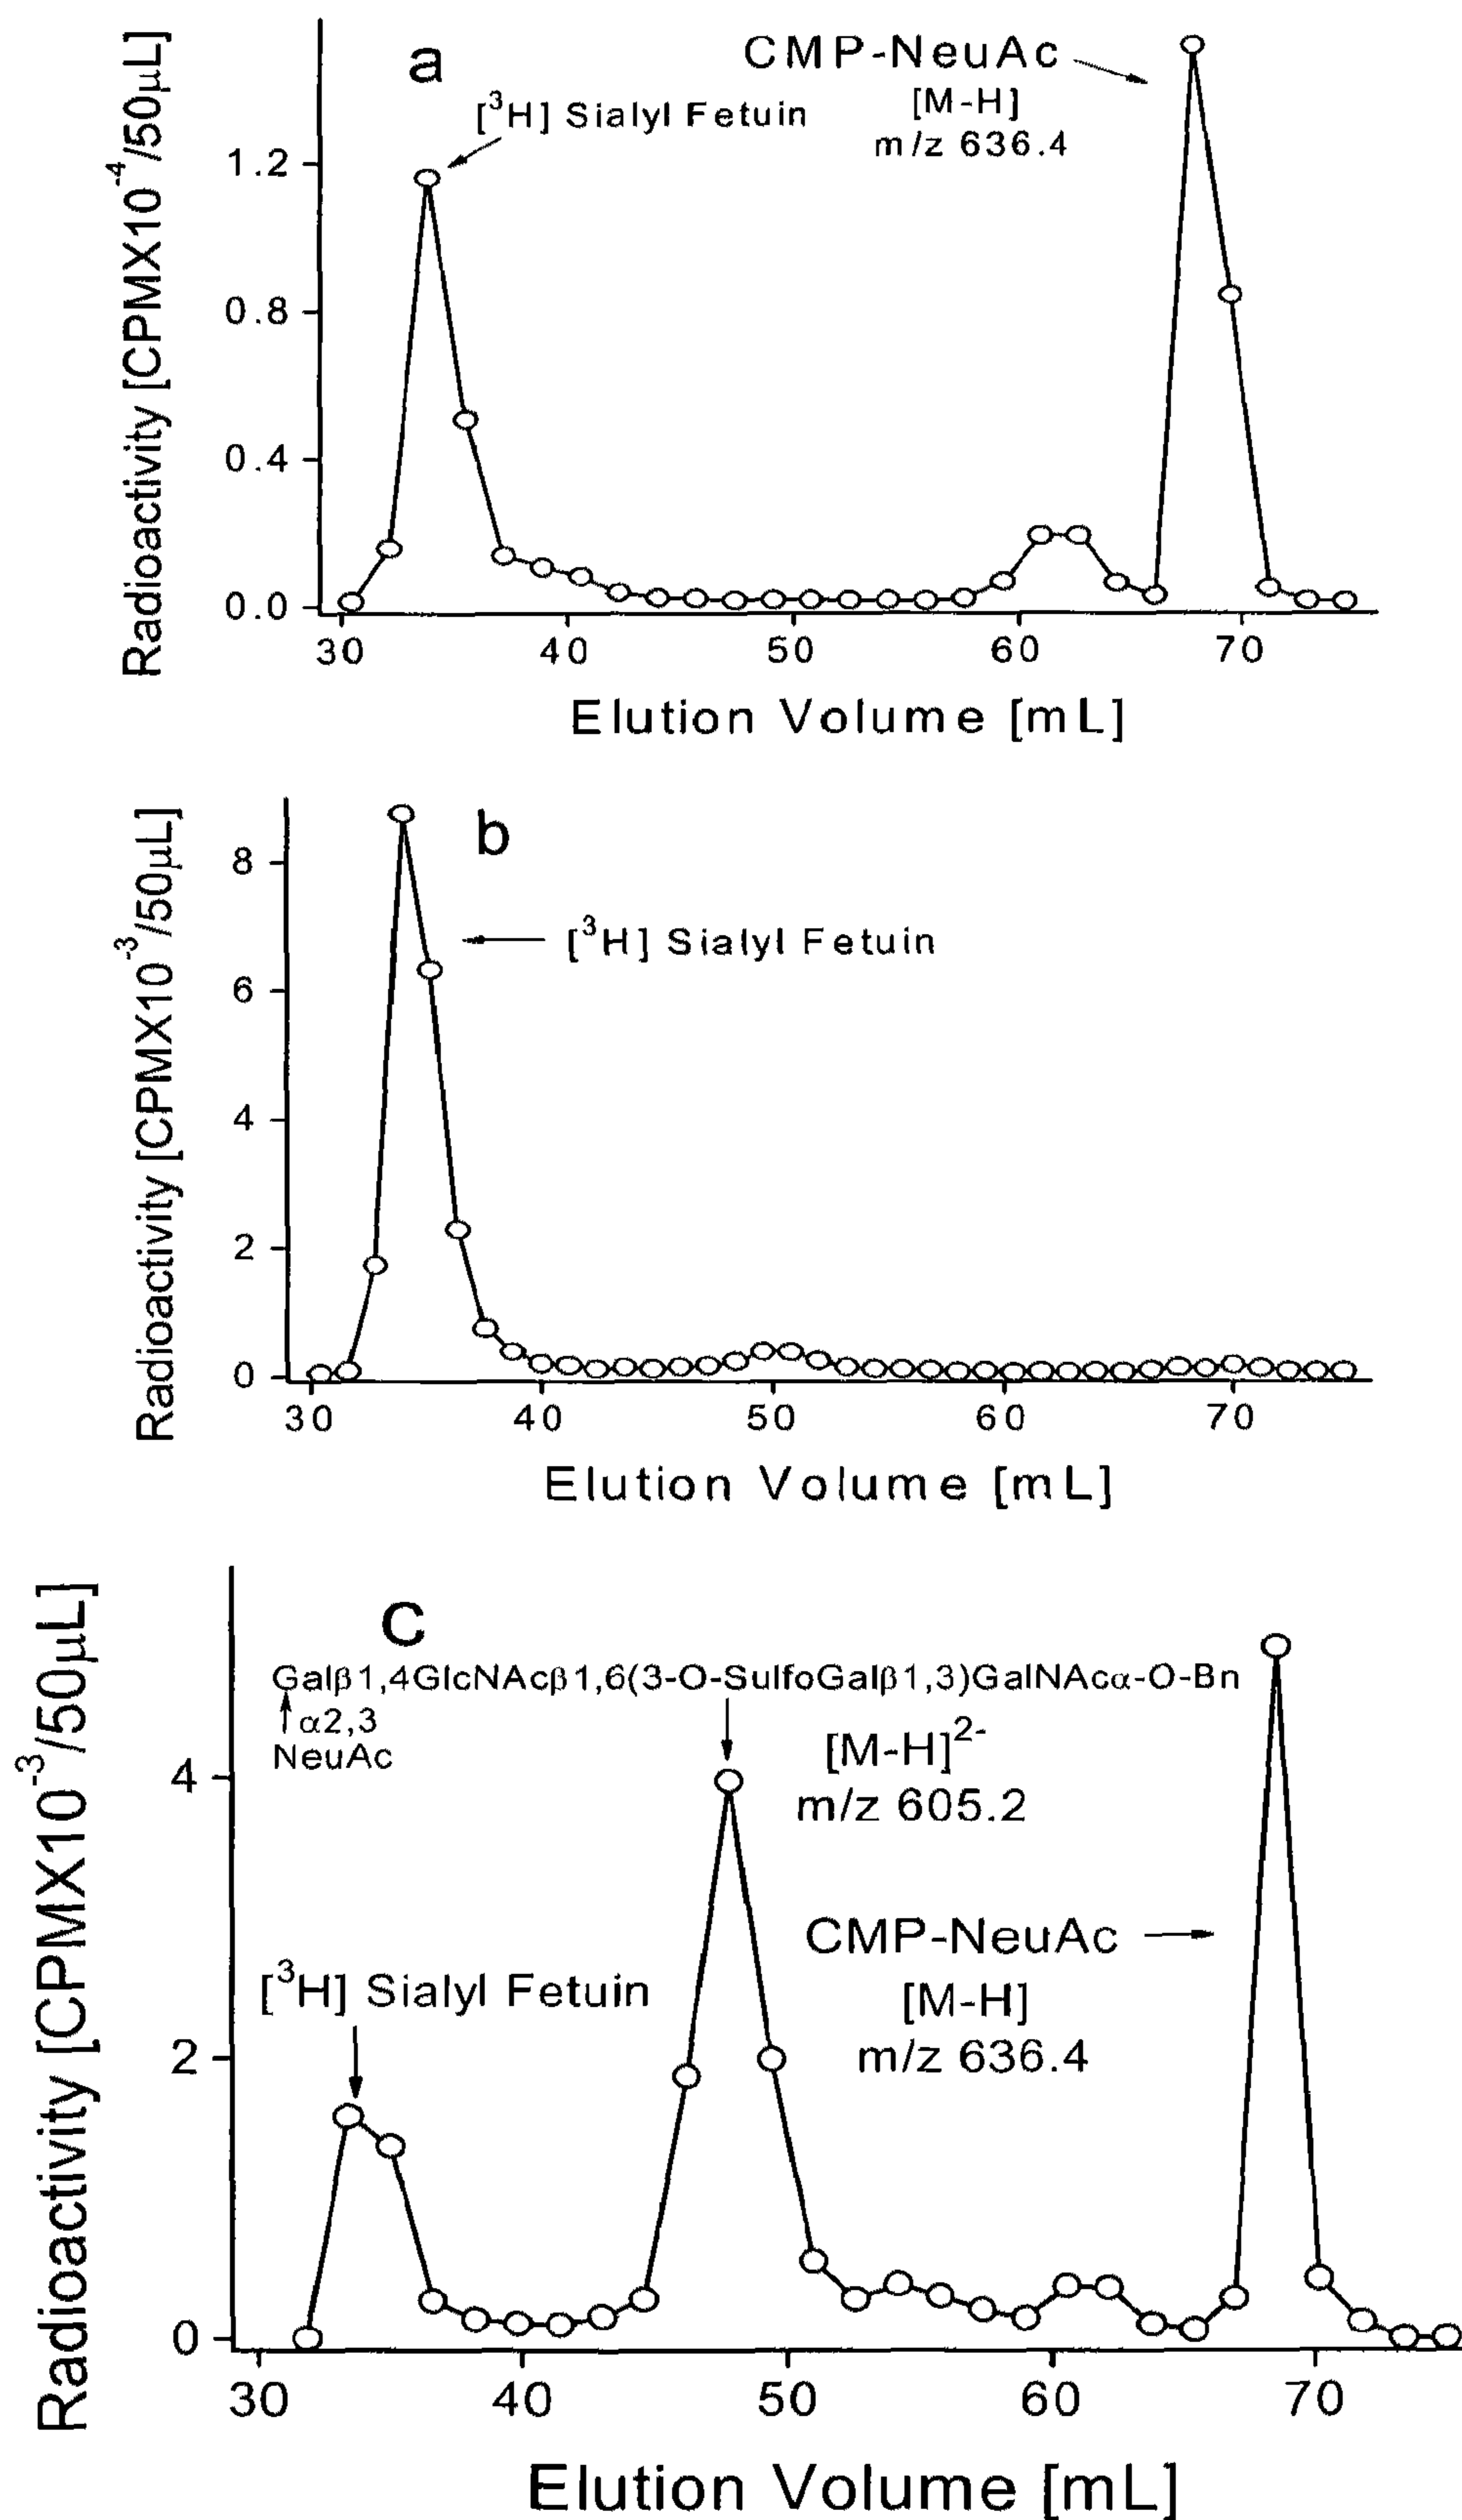 a
CMP-NeuAc
[M-H]
m/z 636.4
[³H] Sialyl Fetuin
Radioactivity [CPMX10⁻⁴/50µL]
1.2
0.8
0.4
0.0
30 40 50 60 70
Elution Volume [mL]
b
[³H] Sialyl Fetuin
Radioactivity [CPMX10⁻³/50µL]
8
6
4
2
0
30 40 50 60 70
Elution Volume [mL]
c
Galβ1,4GlcNAcβ1,6(3-O-SulfoGalβ1,3)GalNAcα-O-Bn
α2,3
NeuAc
[M-H]²⁻
m/z 605.2
CMP-NeuAc
[M-H]
m/z 636.4
[³H] Sialyl Fetuin
Radioactivity [CPMX10⁻³/50µL]
4
2
0
30 40 50 60 70
Elution Volume [mL]